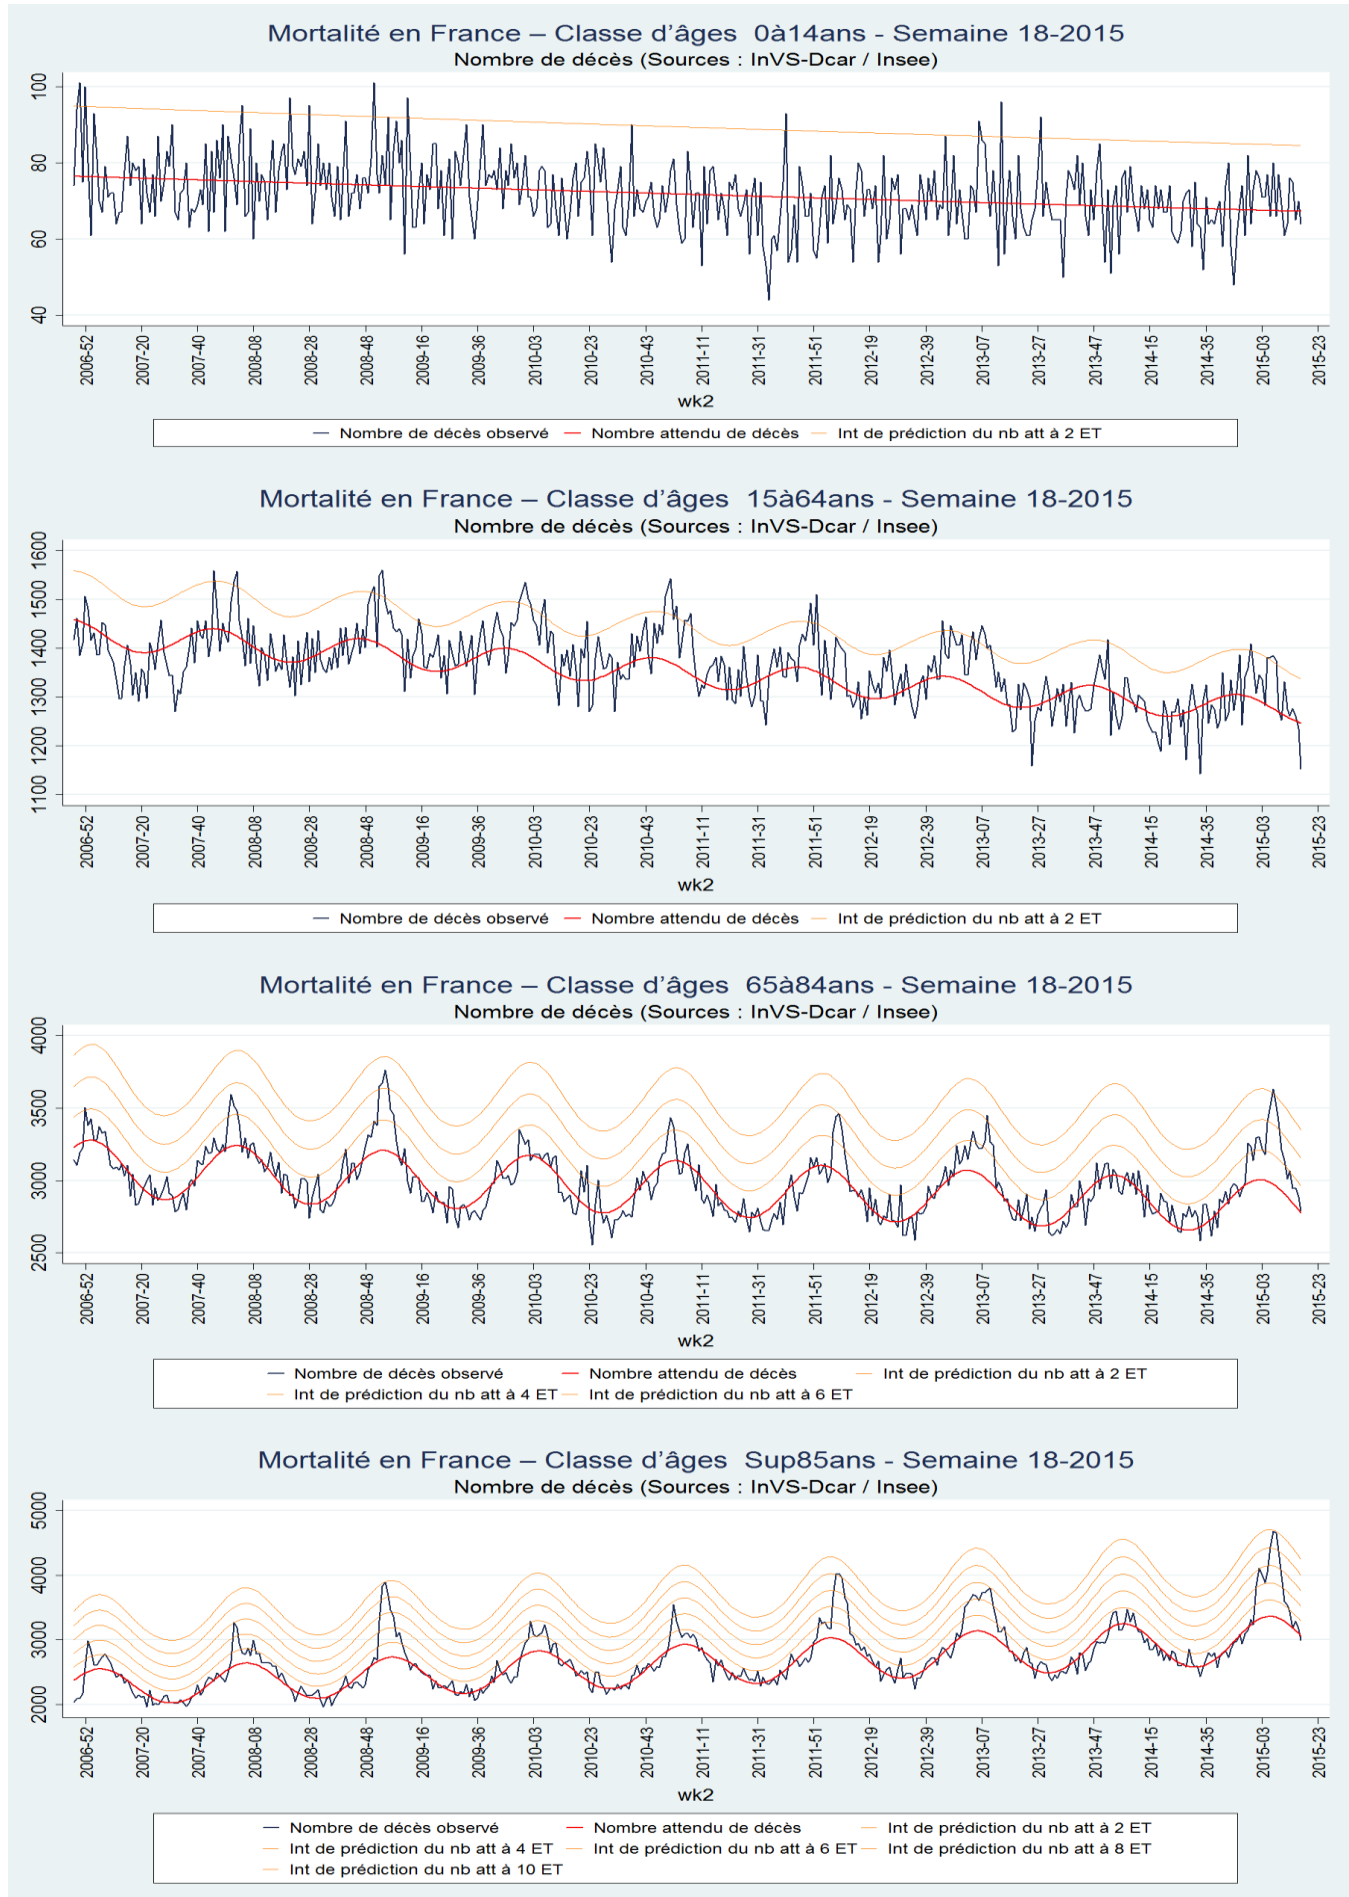 Mortalité en France – Classe d’âges 0à14ans - Semaine 18-2015
Nombre de décès (Sources : InVS-Dcar / Insee)
100
80
60
40
2006-52 2007-20 2007-40 2008-08 2008-28 2008-48 2009-16 2009-36 2010-03 2010-23 2010-43 2011-11 2011-31 2011-51 2012-19 2012-39 2013-07 2013-27 2013-47 2014-15 2014-35 2015-03 2015-23
wk2
Nombre de décès observé Nombre attendu de décès Int de prédiction du nb att à 2 ET
Mortalité en France – Classe d’âges 15à64ans - Semaine 18-2015
Nombre de décès (Sources : InVS-Dcar / Insee)
1600
1500
1400
1300
1200
1100
2006-52 2007-20 2007-40 2008-08 2008-28 2008-48 2009-16 2009-36 2010-03 2010-23 2010-43 2011-11 2011-31 2011-51 2012-19 2012-39 2013-07 2013-27 2013-47 2014-15 2014-35 2015-03 2015-23
wk2
Nombre de décès observé Nombre attendu de décès Int de prédiction du nb att à 2 ET
Mortalité en France – Classe d’âges 65à84ans - Semaine 18-2015
Nombre de décès (Sources : InVS-Dcar / Insee)
4000
3500
3000
2500
2006-52 2007-20 2007-40 2008-08 2008-28 2008-48 2009-16 2009-36 2010-03 2010-23 2010-43 2011-11 2011-31 2011-51 2012-19 2012-39 2013-07 2013-27 2013-47 2014-15 2014-35 2015-03 2015-23
wk2
Nombre de décès observé Nombre attendu de décès Int de prédiction du nb att à 2 ET
Int de prédiction du nb att à 4 ET Int de prédiction du nb att à 6 ET
Mortalité en France – Classe d’âges Sup85ans - Semaine 18-2015
Nombre de décès (Sources : InVS-Dcar / Insee)
5000
4000
3000
2000
2006-52 2007-20 2007-40 2008-08 2008-28 2008-48 2009-16 2009-36 2010-03 2010-23 2010-43 2011-11 2011-31 2011-51 2012-19 2012-39 2013-07 2013-27 2013-47 2014-15 2014-35 2015-03 2015-23
wk2
Nombre de décès observé Nombre attendu de décès Int de prédiction du nb att à 2 ET
Int de prédiction du nb att à 4 ET Int de prédiction du nb att à 6 ET Int de prédiction du nb att à 8 ET
Int de prédiction du nb att à 10 ET